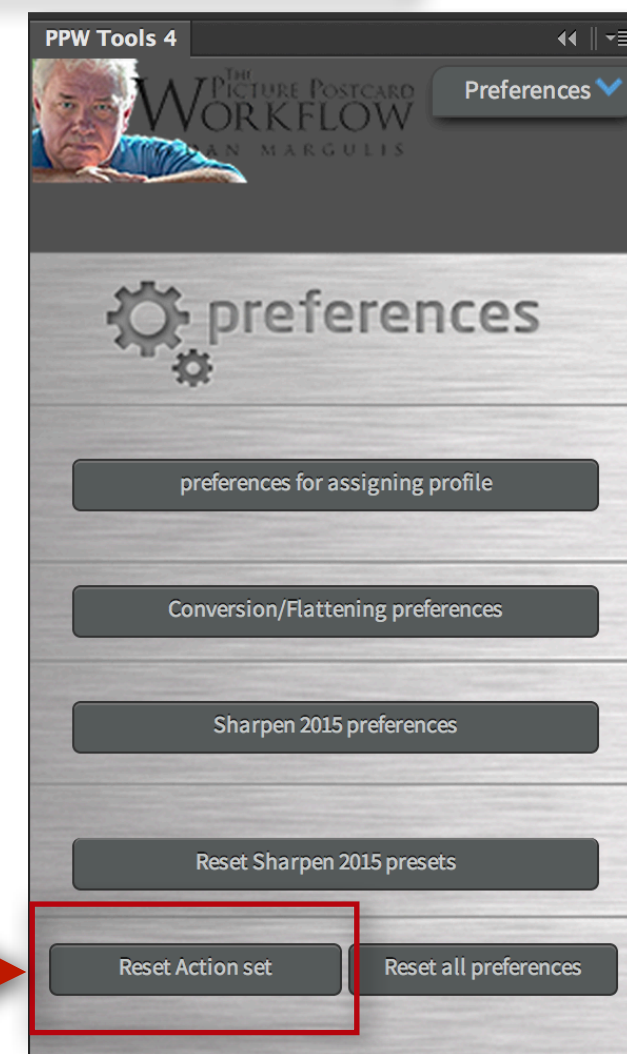 PPW Tools 4
THE
PICTURE POSTCARD
WORKFLOW
DAN MARGULIS
Preferences
preferences
preferences for assigning profile
Conversion/Flattening preferences
Sharpen 2015 preferences
Reset Sharpen 2015 presets
Reset Action set
Reset all preferences